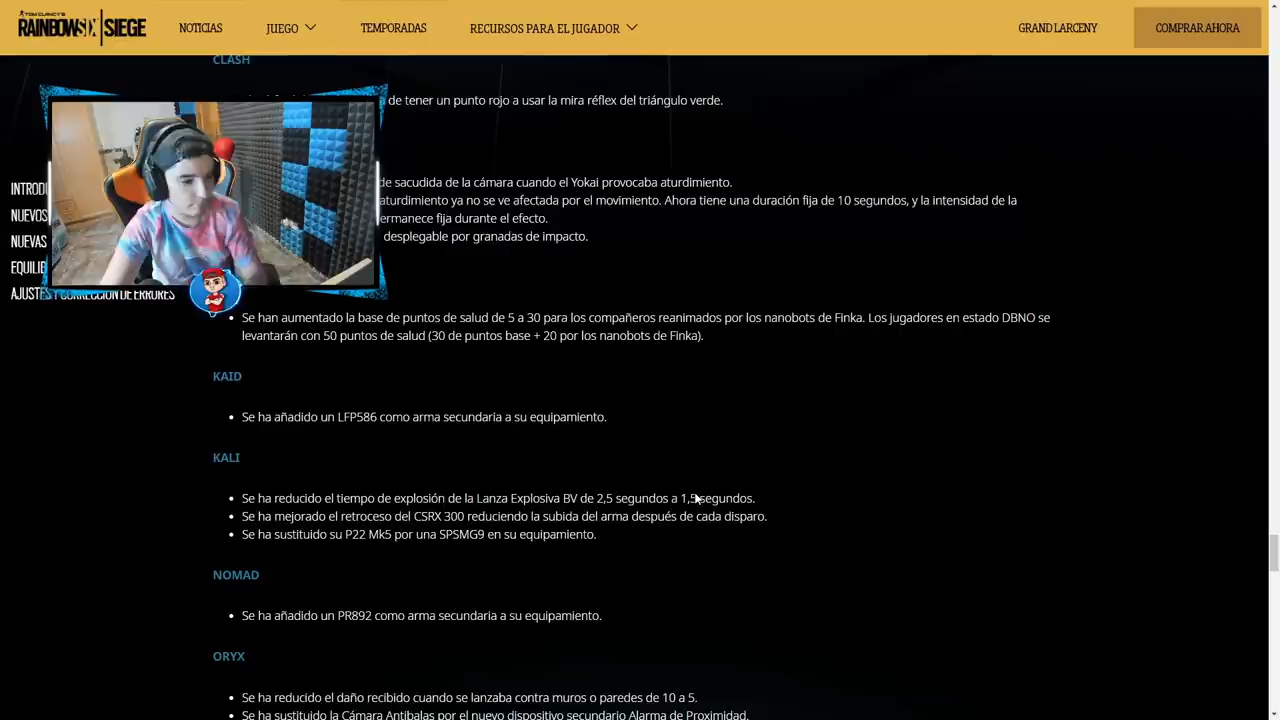 TOM CLANCY'S
RAINBOWSIX|SIEGE
NOTICIAS
JUEGO
TEMPORADAS
RECURSOS PARA EL JUGADOR
GRAND LARCENY
COMPRAR AHORA
CLASH
de tener un punto rojo a usar la mira réflex del triángulo verde.
de sacudida de la cámara cuando el Yokai provocaba aturdimiento.
aturdimiento ya no se ve afectada por el movimiento. Ahora tiene una duración fija de 10 segundos, y la intensidad de la
ermanece fija durante el efecto.
desplegable por granadas de impacto.
INTRODU
NUEVOS
NUEVAS
EQUILIB
AJUSTES Y CORRECCIÓN DE ERRORES
Se han aumentado la base de puntos de salud de 5 a 30 para los compañeros reanimados por los nanobots de Finka. Los jugadores en estado DBNO se
levantarán con 50 puntos de salud (30 de puntos base + 20 por los nanobots de Finka).
KAID
Se ha añadido un LFP586 como arma secundaria a su equipamiento.
KALI
Se ha reducido el tiempo de explosión de la Lanza Explosiva BV de 2,5 segundos a 1,5 segundos.
Se ha mejorado el retroceso del CSRX 300 reduciendo la subida del arma después de cada disparo.
Se ha sustituido su P22 Mk5 por una SPSMG9 en su equipamiento.
NOMAD
Se ha añadido un PR892 como arma secundaria a su equipamiento.
ORYX
Se ha reducido el daño recibido cuando se lanzaba contra muros o paredes de 10 a 5.
Se ha sustituido la Cámara Antibalas por el nuevo dispositivo secundario Alarma de Proximidad.